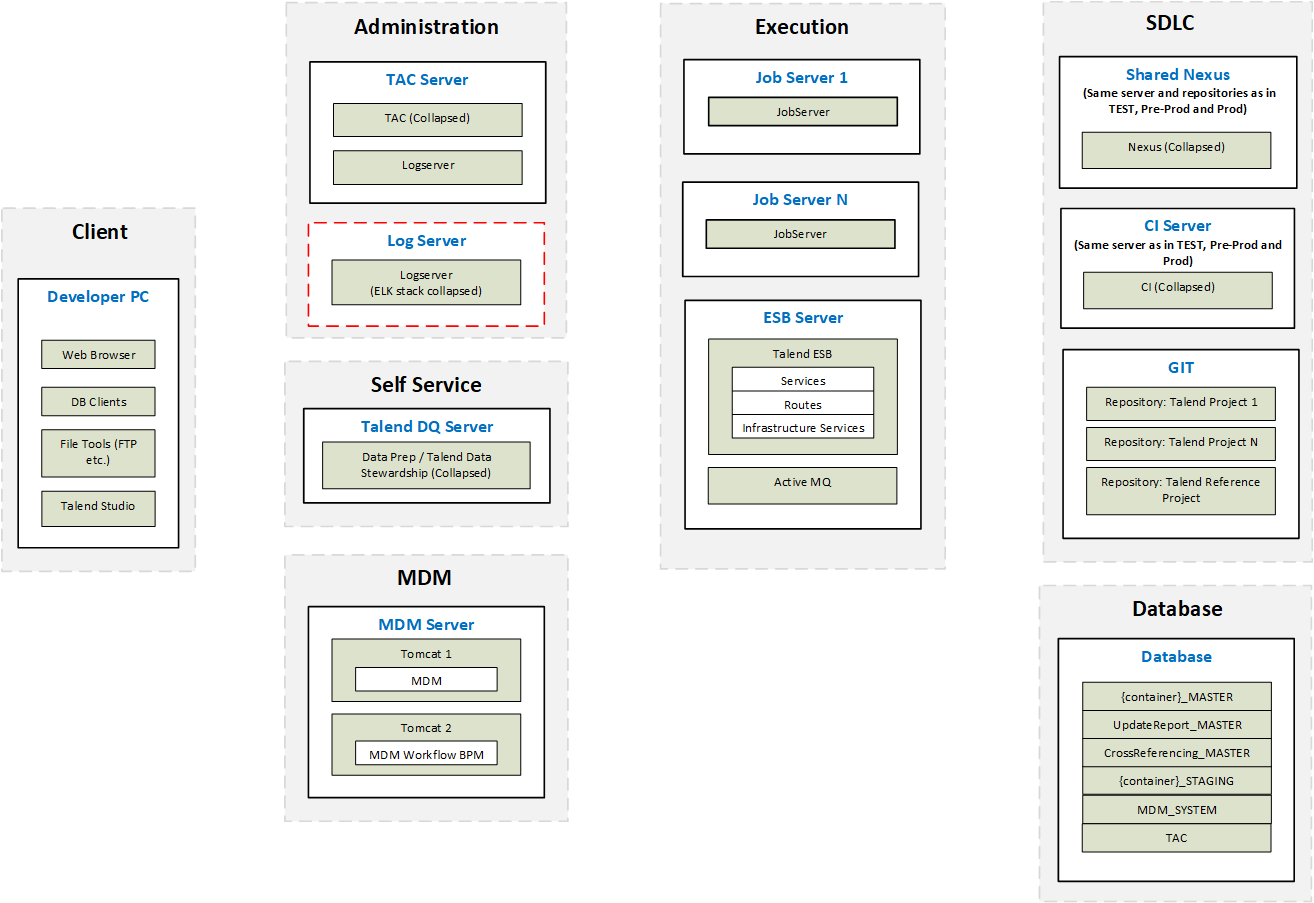 Client
Developer PC
Web Browser
DB Clients
File Tools (FTP
etc.)
Talend Studio
Administration
TAC Server
TAC (Collapsed)
Logserver
Log Server
Logserver
(ELK stack collapsed)
Self Service
Talend DQ Server
Data Prep / Talend Data
Stewardship (Collapsed)
MDM
MDM Server
Tomcat 1
MDM
Tomcat 2
MDM Workflow BPM
Execution
Job Server 1
JobServer
Job Server N
JobServer
ESB Server
Talend ESB
Services
Routes
Infrastructure Services
Active MQ
SDLC
Shared Nexus
(Same server and repositories as in
TEST, Pre-Prod and Prod)
Nexus (Collapsed)
CI Server
(Same server as in TEST, Pre-Prod and
Prod)
CI (Collapsed)
GIT
Repository: Talend Project 1
Repository: Talend Project N
Repository: Talend Reference
Project
Database
Database
{container}_MASTER
UpdateReport_MASTER
CrossReferencing_MASTER
{container}_STAGING
MDM_SYSTEM
TAC